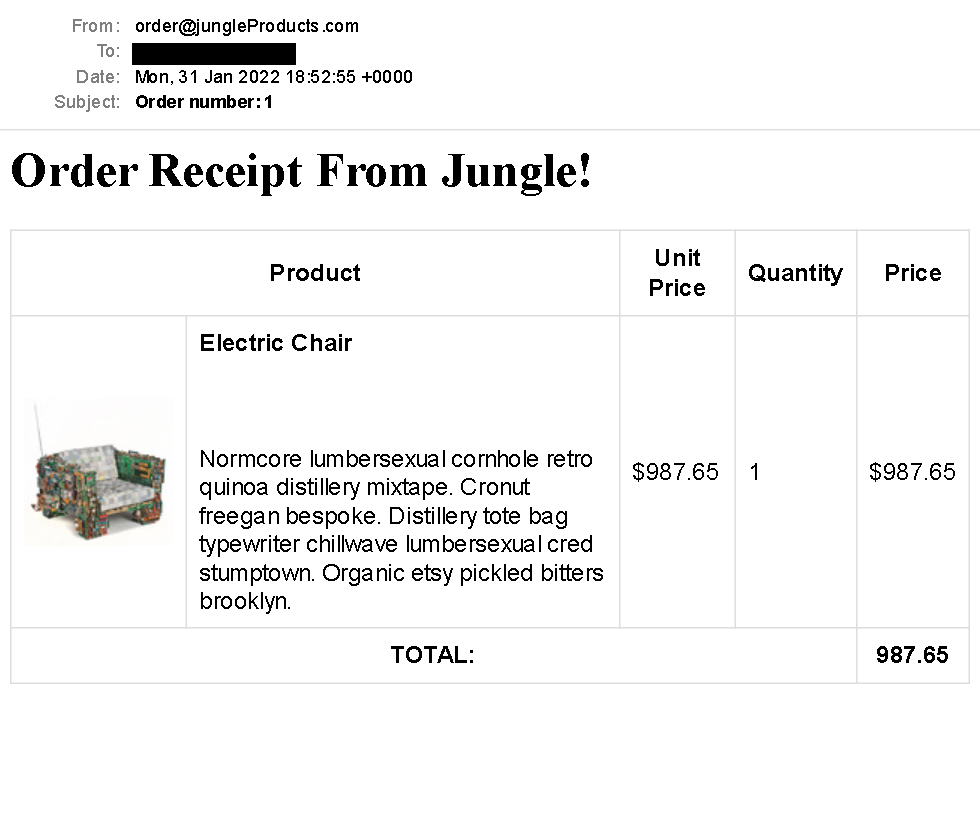 From: order@jungleProducts.com
To:
Date: Mon, 31 Jan 2022 18:52:55 +0000
Subject: Order number:1
Order Receipt From Jungle!
Product Unit Price Quantity Price
Electric Chair
Normcore lumbersexual cornhole retro
quinoa distillery mixtape. Cronut
freegan bespoke. Distillery tote bag
typewriter chillwave lumbersexual cred
stumptown. Organic etsy pickled bitters
brooklyn.
$987.65 1 $987.65
TOTAL: 987.65